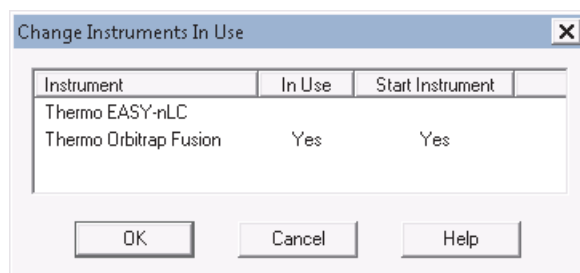 Change Instruments In Use
Instrument In Use Start Instrument
Thermo EASY-nLC
Thermo Orbitrap Fusion Yes Yes
OK Cancel Help